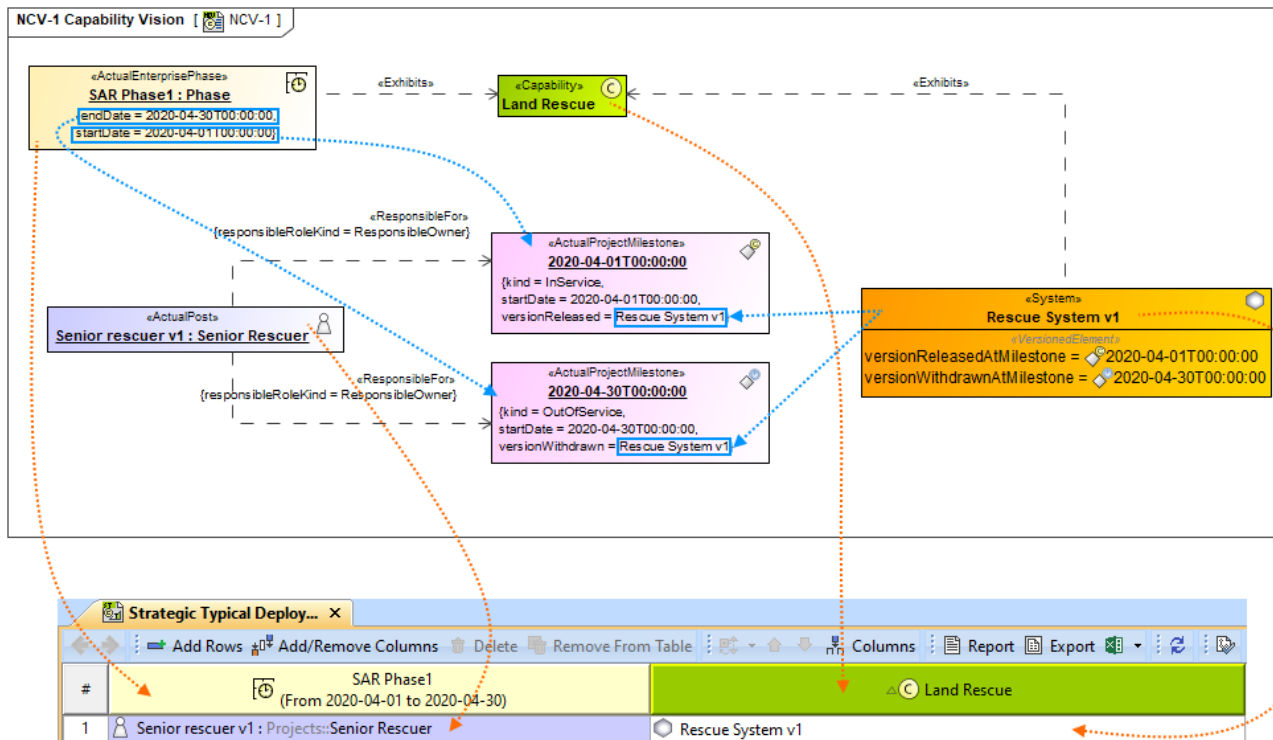 NCV-1 Capability Vision [ NCV-1 ]
«ActualEnterprisePhase»
SAR Phase1 : Phase
{endDate = 2020-04-30T00:00:00,
startDate = 2020-04-01T00:00:00}
«Exhibits»
«Capability»
C
Land Rescue
«Exhibits»
«ResponsibleFor»
{responsibleRoleKind = ResponsibleOwner}
«ActualProjectMilestone»
2020-04-01T00:00:00
{kind = InService,
startDate = 2020-04-01T00:00:00,
versionReleased = Rescue System v1}
«ActualPost»
Senior rescuer v1 : Senior Rescuer
«System»
Rescue System v1
«VersionedElement»
versionReleasedAtMilestone = 2020-04-01T00:00:00
versionWithdrawnAtMilestone = 2020-04-30T00:00:00
«ResponsibleFor»
{responsibleRoleKind = ResponsibleOwner}
«ActualProjectMilestone»
2020-04-30T00:00:00
{kind = OutOfService,
startDate = 2020-04-30T00:00:00,
versionWithdrawn = Rescue System v1}
Strategic Typical Deploy... ×
Add Rows Add/Remove Columns Delete Remove From Table Columns Report Export
# SAR Phase1
(From 2020-04-01 to 2020-04-30)
C Land Rescue
1 Senior rescuer v1 : Projects::Senior Rescuer Rescue System v1